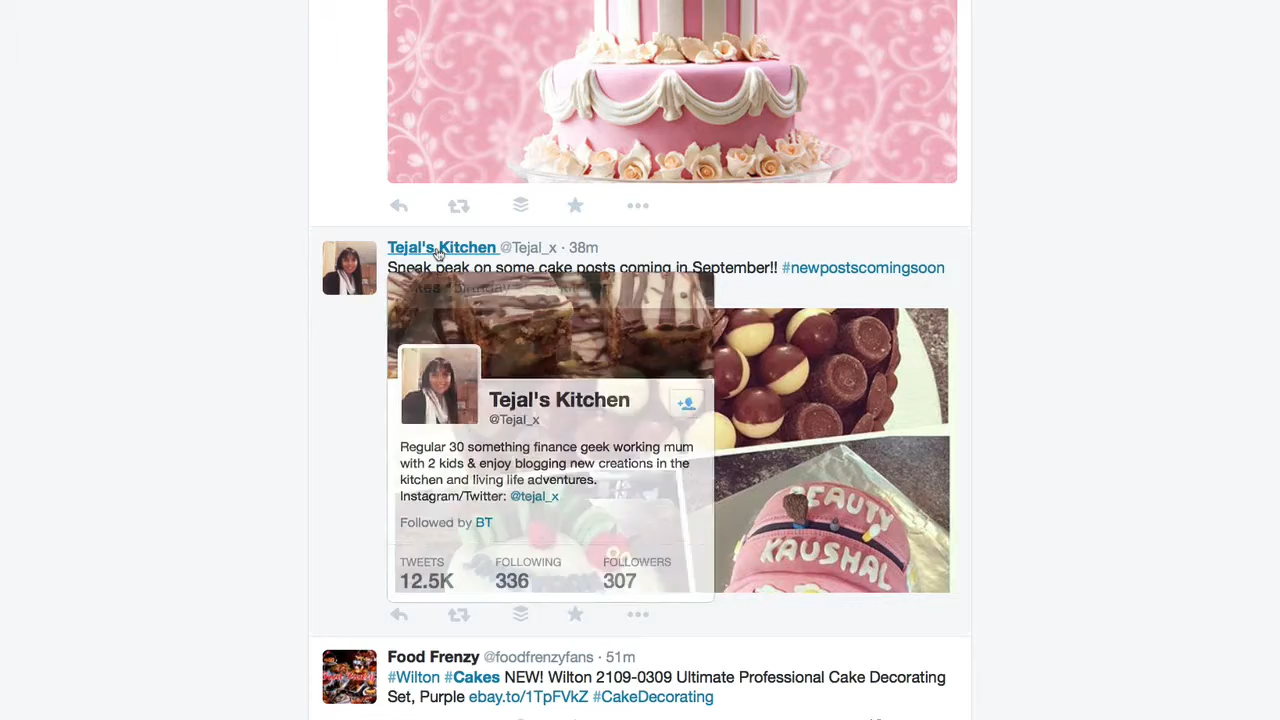 Tejal's Kitchen @Tejal_x · 38m
Sneak peak on some cake posts coming in September!! #newpostscomingsoon
Tejal's Kitchen
@Tejal_x
Regular 30 something finance geek working mum
with 2 kids & enjoy blogging new creations in the
kitchen and living life adventures.
Instagram/Twitter: @tejal_x
Followed by BT
TWEETS FOLLOWING FOLLOWERS
12.5K 336 307
BEAUTY
KAUSHAL
Food Frenzy @foodfrenzyfans · 51m
#Wilton #Cakes NEW! Wilton 2109-0309 Ultimate Professional Cake Decorating
Set, Purple ebay.to/1TpFVkZ #CakeDecorating